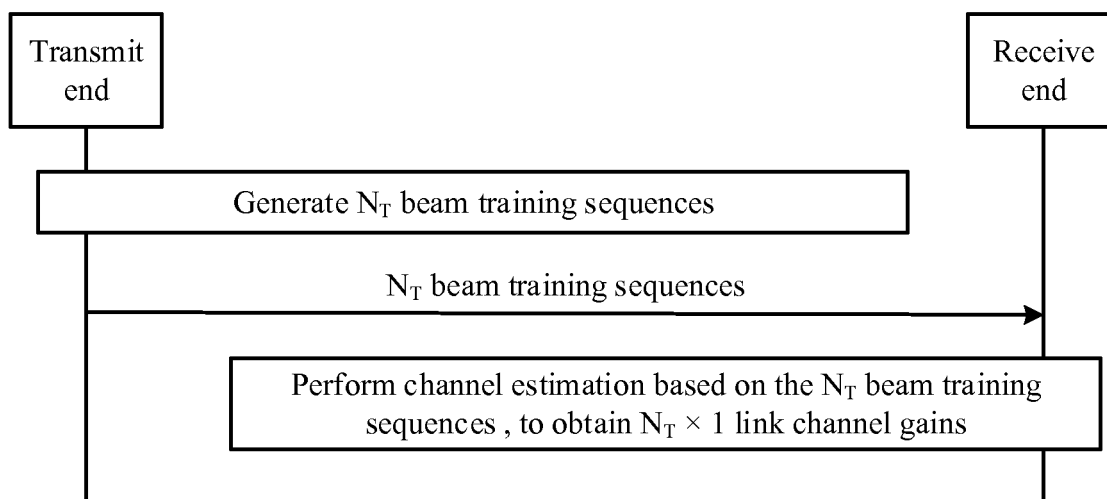 Transmit
end
Receive
end
Generate N_T beam training sequences
N_T beam training sequences
Perform channel estimation based on the N_T beam training
sequences , to obtain N_T × 1 link channel gains